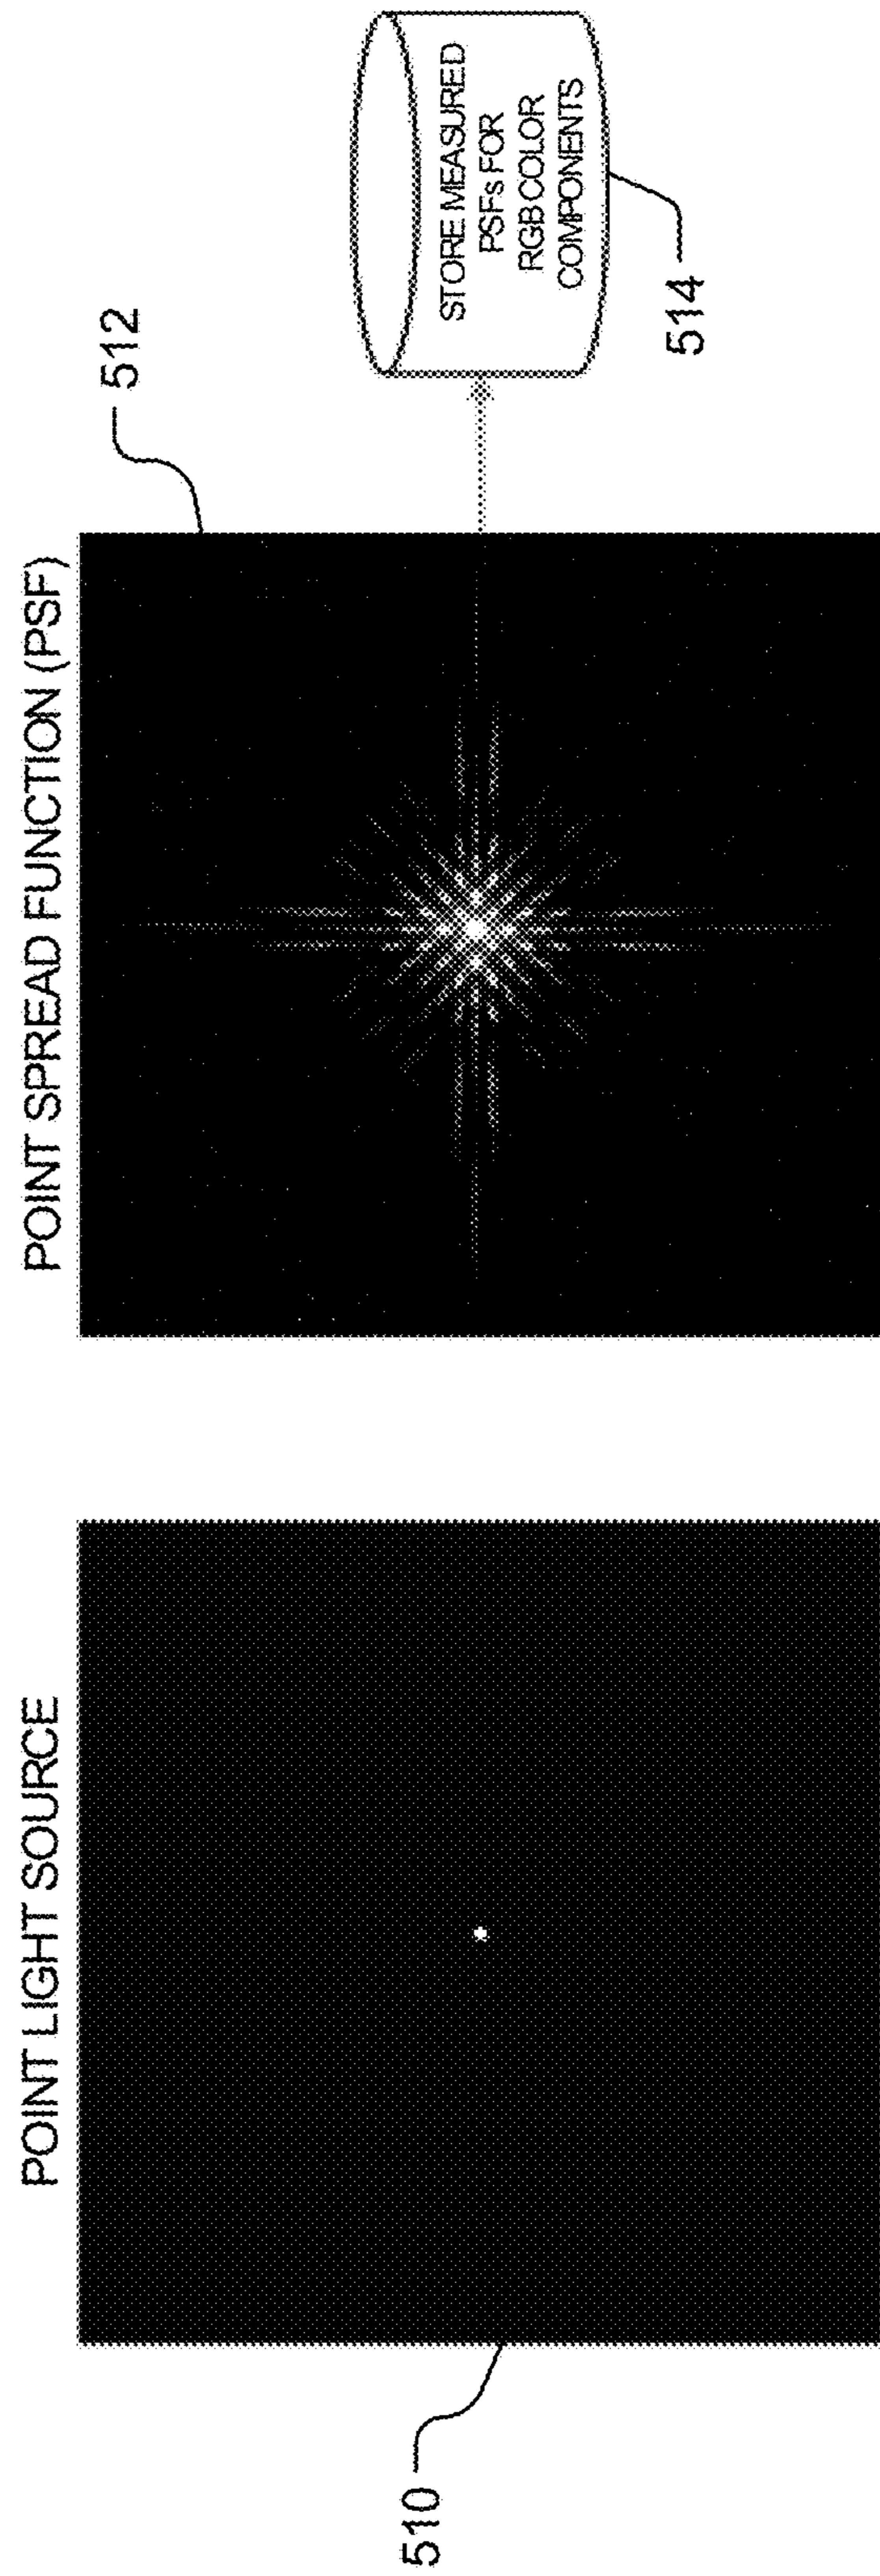 POINT LIGHT SOURCE
510
POINT SPREAD FUNCTION (PSF)
512
STORE MEASURED
PSFs FOR
RGB COLOR
COMPONENTS
514